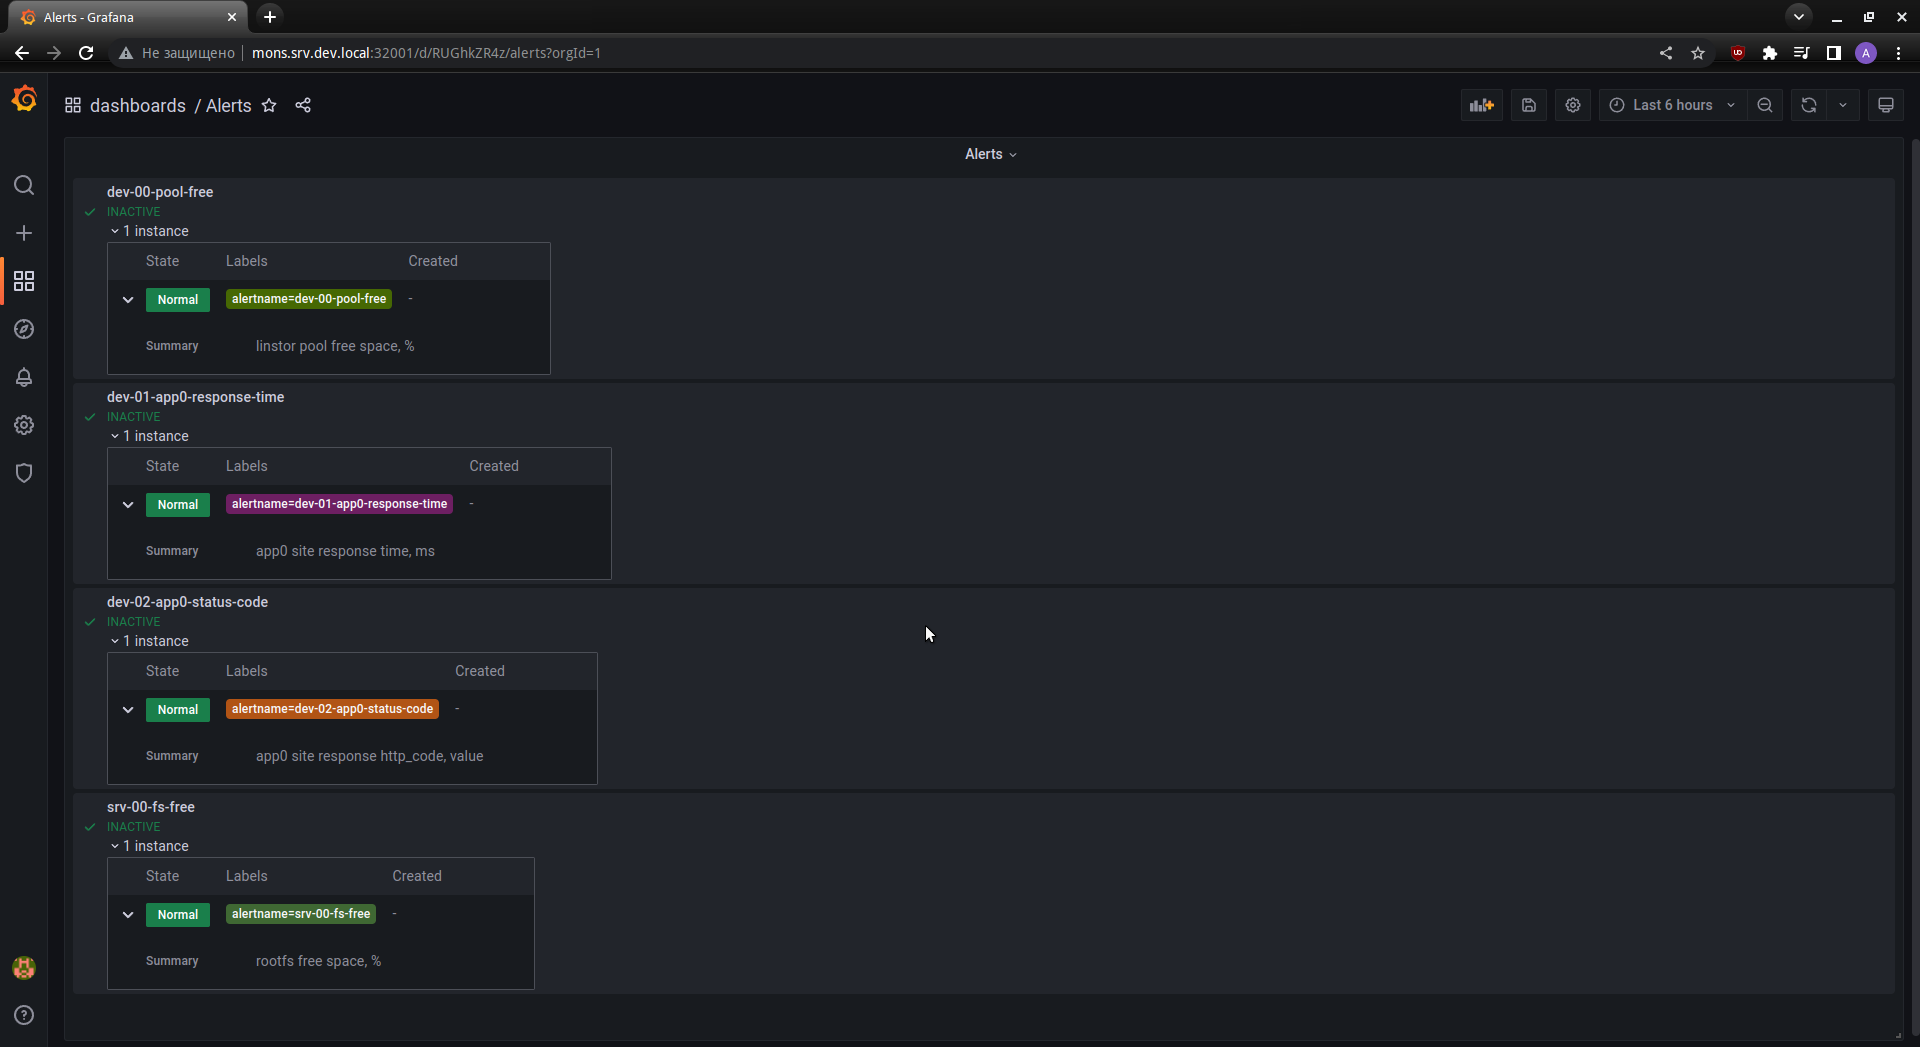 Alerts - Grafana
Не защищено mons.srv.dev.local:32001/d/RUGhkZR4z/alerts?orgId=1
A
dashboards / Alerts
Last 6 hours
Alerts
dev-00-pool-free
INACTIVE
1 instance
State Labels Created
Normal alertname=dev-00-pool-free -
Summary linstor pool free space, %
dev-01-app0-response-time
INACTIVE
1 instance
State Labels Created
Normal alertname=dev-01-app0-response-time -
Summary app0 site response time, ms
dev-02-app0-status-code
INACTIVE
1 instance
State Labels Created
Normal alertname=dev-02-app0-status-code -
Summary app0 site response http_code, value
srv-00-fs-free
INACTIVE
1 instance
State Labels Created
Normal alertname=srv-00-fs-free -
Summary rootfs free space, %